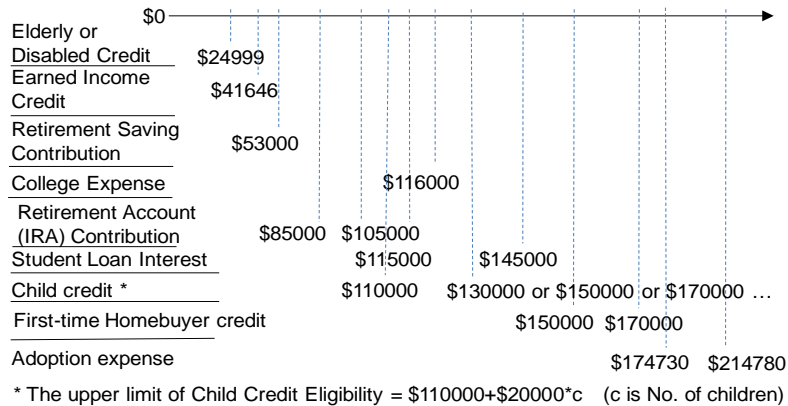 $0
Elderly or
Disabled Credit $24999
Earned Income
Credit $41646
Retirement Saving
Contribution $53000
College Expense $116000
Retirement Account
(IRA) Contribution $85000 $105000
Student Loan Interest $115000 $145000
Child credit * $110000 $130000 or $150000 or $170000 ...
First-time Homebuyer credit $150000 $170000
Adoption expense $174730 $214780
* The upper limit of Child Credit Eligibility = $110000+$20000*c (c is No. of children)